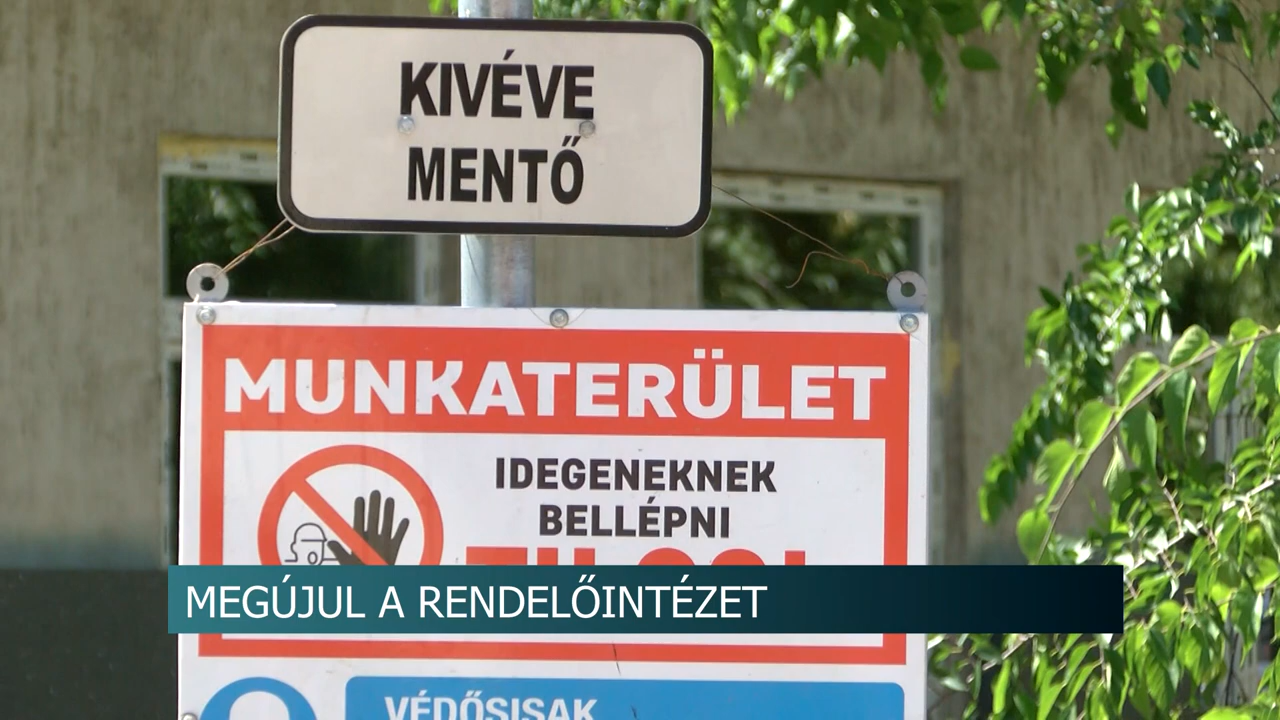 KIVÉVE
MENTŐ
MUNKATERÜLET
IDEGENEKNEK
BELLÉPNI
MEGÚJUL A RENDELŐINTÉZET
VÉDŐSISAK